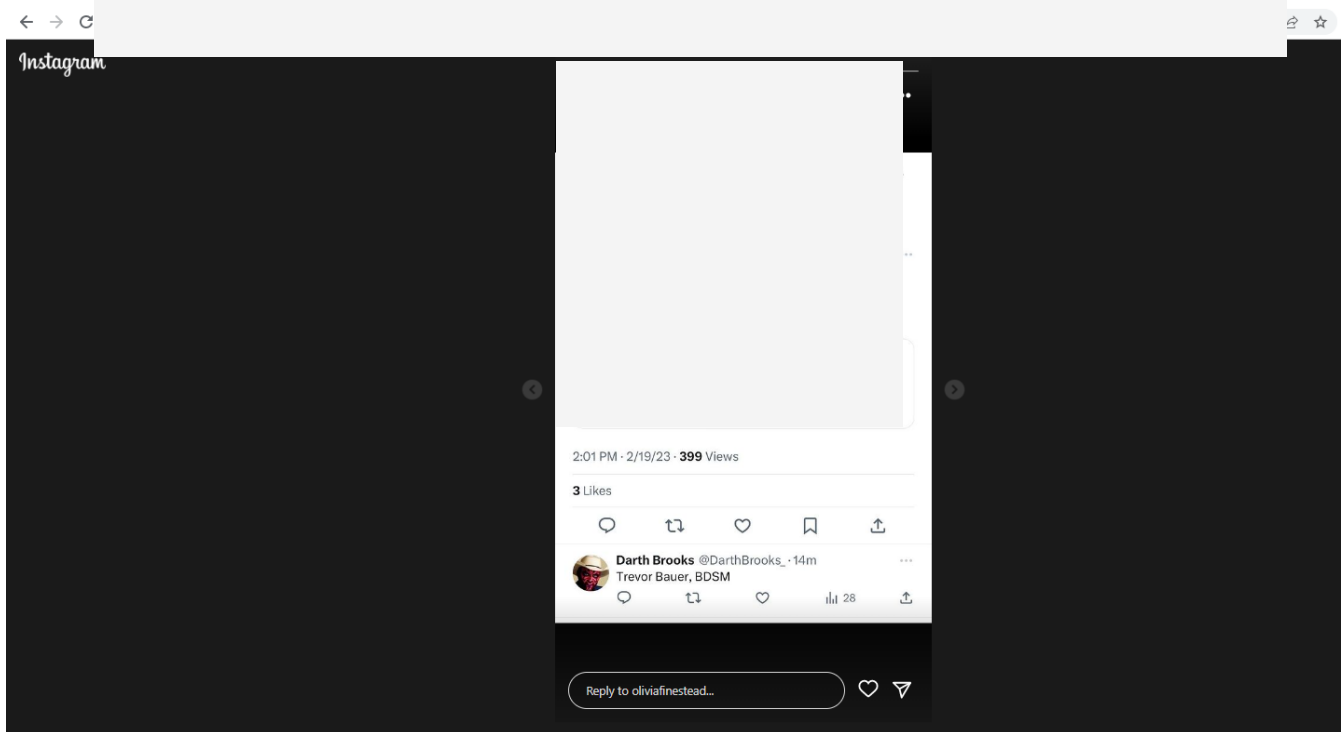 Instagram
2:01 PM · 2/19/23 · 399 Views
3 Likes
Darth Brooks @DarthBrooks_ · 14m
Trevor Bauer, BDSM
28
Reply to oliviafinestead...